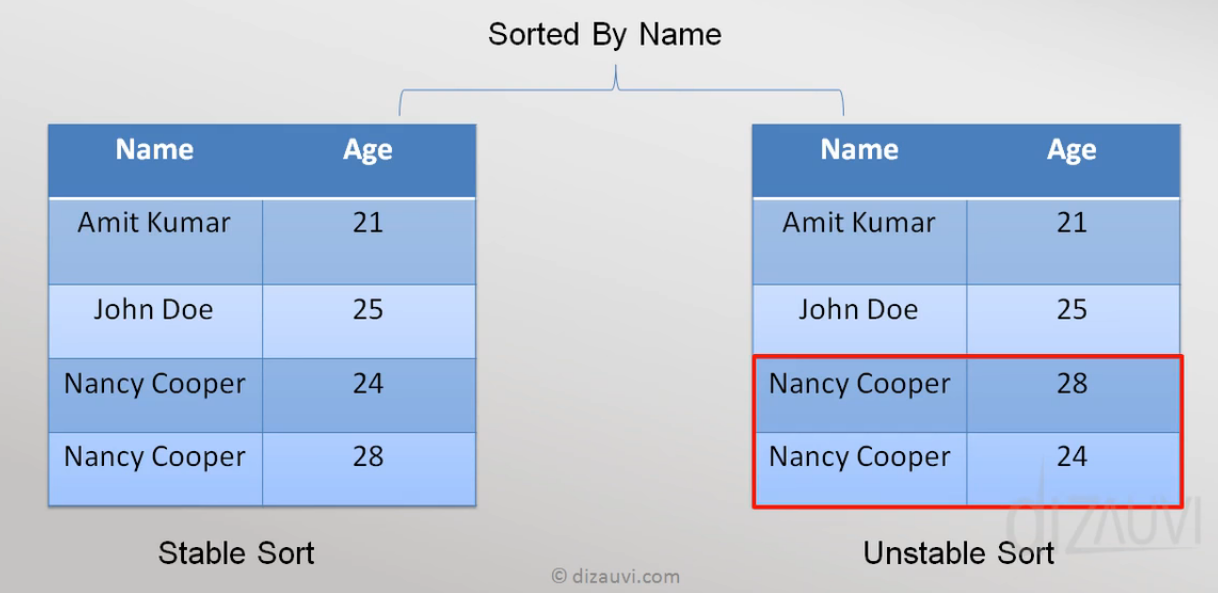 Sorted By Name
Name Age
Amit Kumar 21
John Doe 25
Nancy Cooper 24
Nancy Cooper 28
Stable Sort
Name Age
Amit Kumar 21
John Doe 25
Nancy Cooper 28
Nancy Cooper 24
Unstable Sort
dizauvi
© dizauvi.com